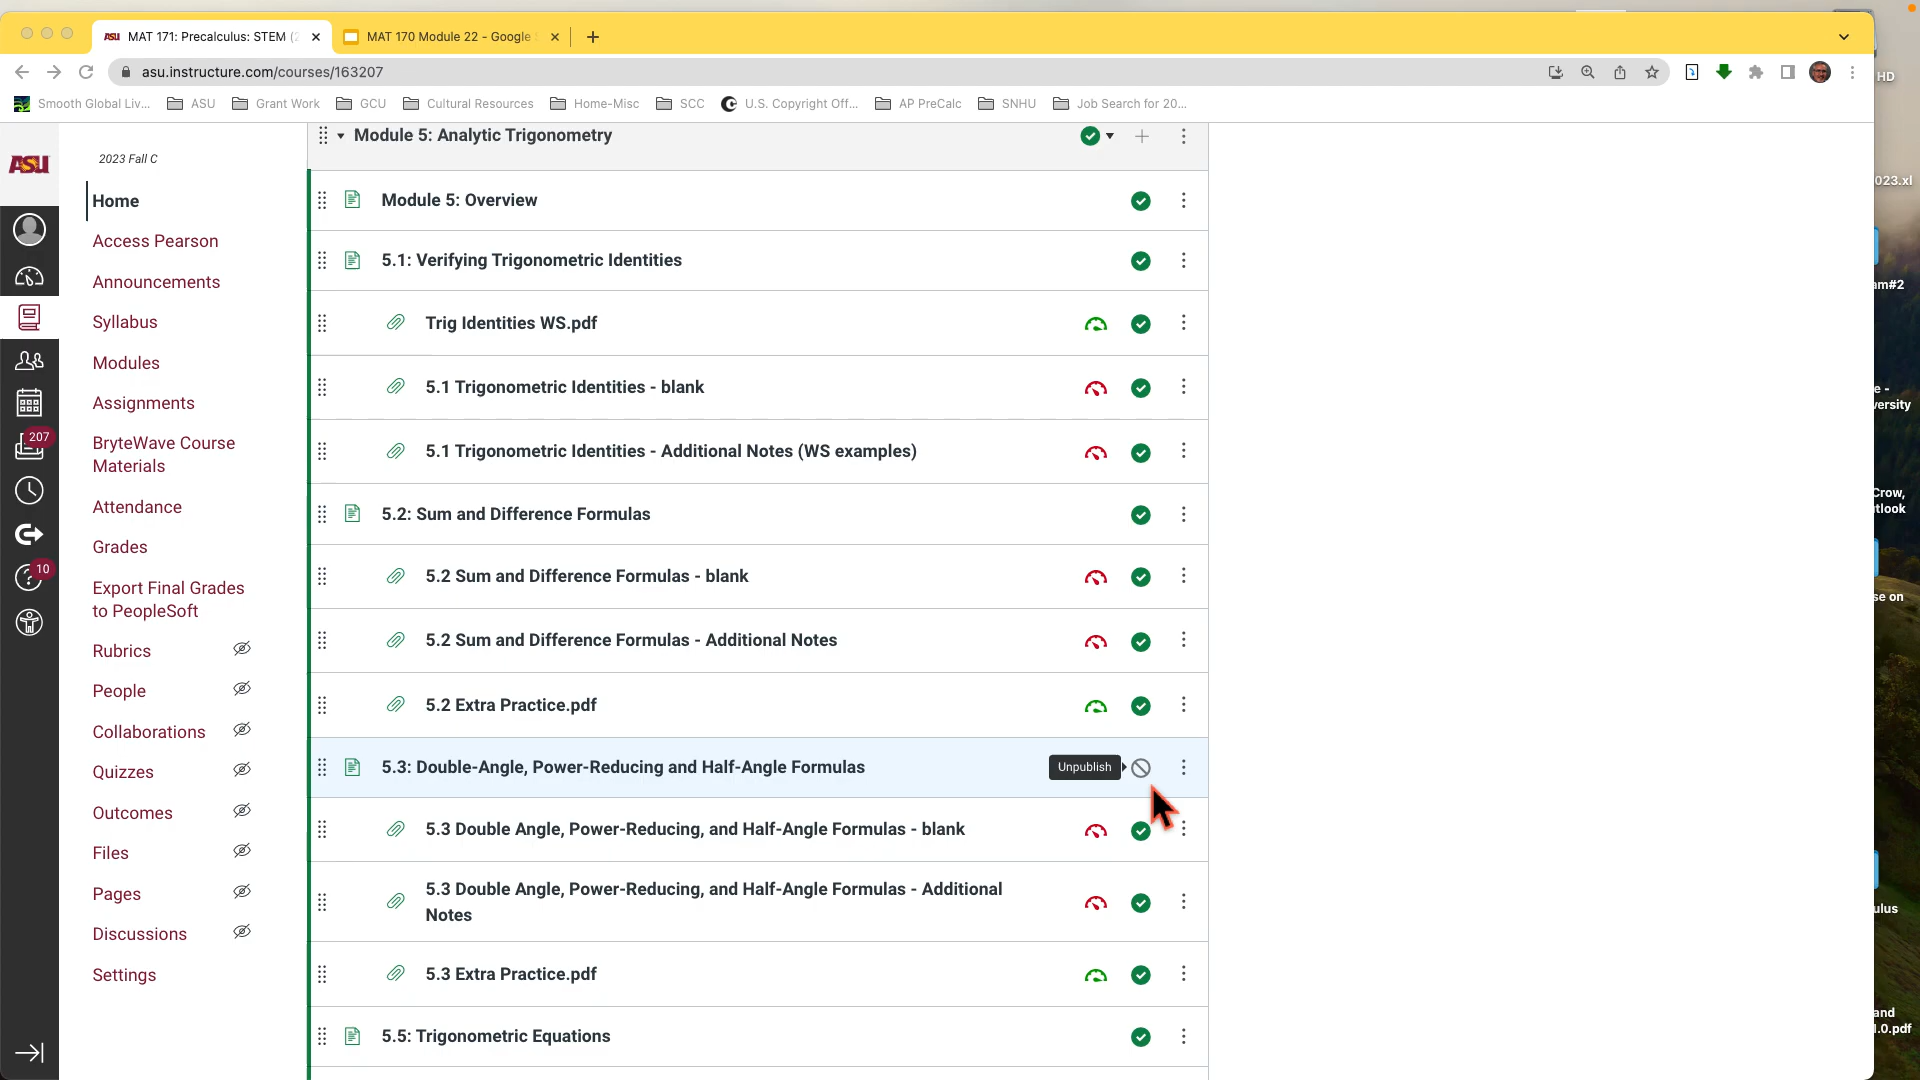 MAT 171: Precalculus: STEM (2
MAT 170 Module 22 - Google S
HD
asu.instructure.com/courses/163207
Smooth Global Liv...
ASU
Grant Work
GCU
Cultural Resources
Home-Misc
SCC
U.S. Copyright Off...
AP PreCalc
SNHU
Job Search for 20...
ASU
2023 Fall C
Home
Access Pearson
Announcements
Syllabus
Modules
Assignments
BryteWave Course
Materials
Attendance
Grades
Export Final Grades
to PeopleSoft
Rubrics
People
Collaborations
Quizzes
Outcomes
Files
Pages
Discussions
Settings
207
10
Module 5: Analytic Trigonometry
Module 5: Overview
5.1: Verifying Trigonometric Identities
Trig Identities WS.pdf
5.1 Trigonometric Identities - blank
5.1 Trigonometric Identities - Additional Notes (WS examples)
5.2: Sum and Difference Formulas
5.2 Sum and Difference Formulas - blank
5.2 Sum and Difference Formulas - Additional Notes
5.2 Extra Practice.pdf
5.3: Double-Angle, Power-Reducing and Half-Angle Formulas
Unpublish
5.3 Double Angle, Power-Reducing, and Half-Angle Formulas - blank
5.3 Double Angle, Power-Reducing, and Half-Angle Formulas - Additional
Notes
5.3 Extra Practice.pdf
5.5: Trigonometric Equations
023.xl
am#2
e -
versity
Crow,
tlook
se on
ulus
and
1.0.pdf